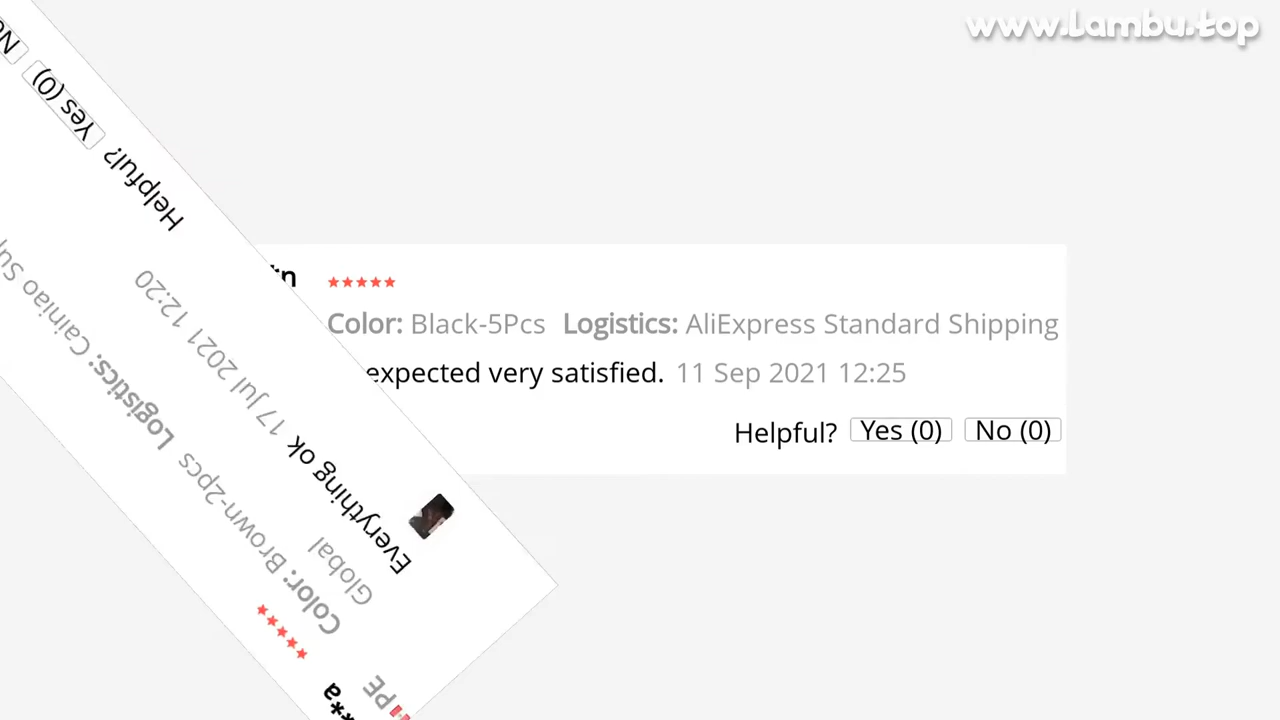 www.Lambu.top
**n
Color: Black-5Pcs Logistics: AliExpress Standard Shipping
expected very satisfied. 11 Sep 2021 12:25
Helpful? Yes (0) No (0)
**a
PE
Color: Brown-2pcs Logistics: Cainiao
Global
Everything ok 17 Jul 2021 12:20
Helpful? Yes (0)